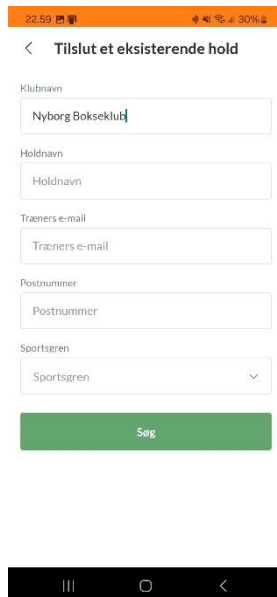 22.59
30%
Tilslut et eksisterende hold
Klubnavn
Nyborg Bokseklub
Holdnavn
Holdnavn
Træners e-mail
Træners e-mail
Postnummer
Postnummer
Sportsgren
Sportsgren
Søg